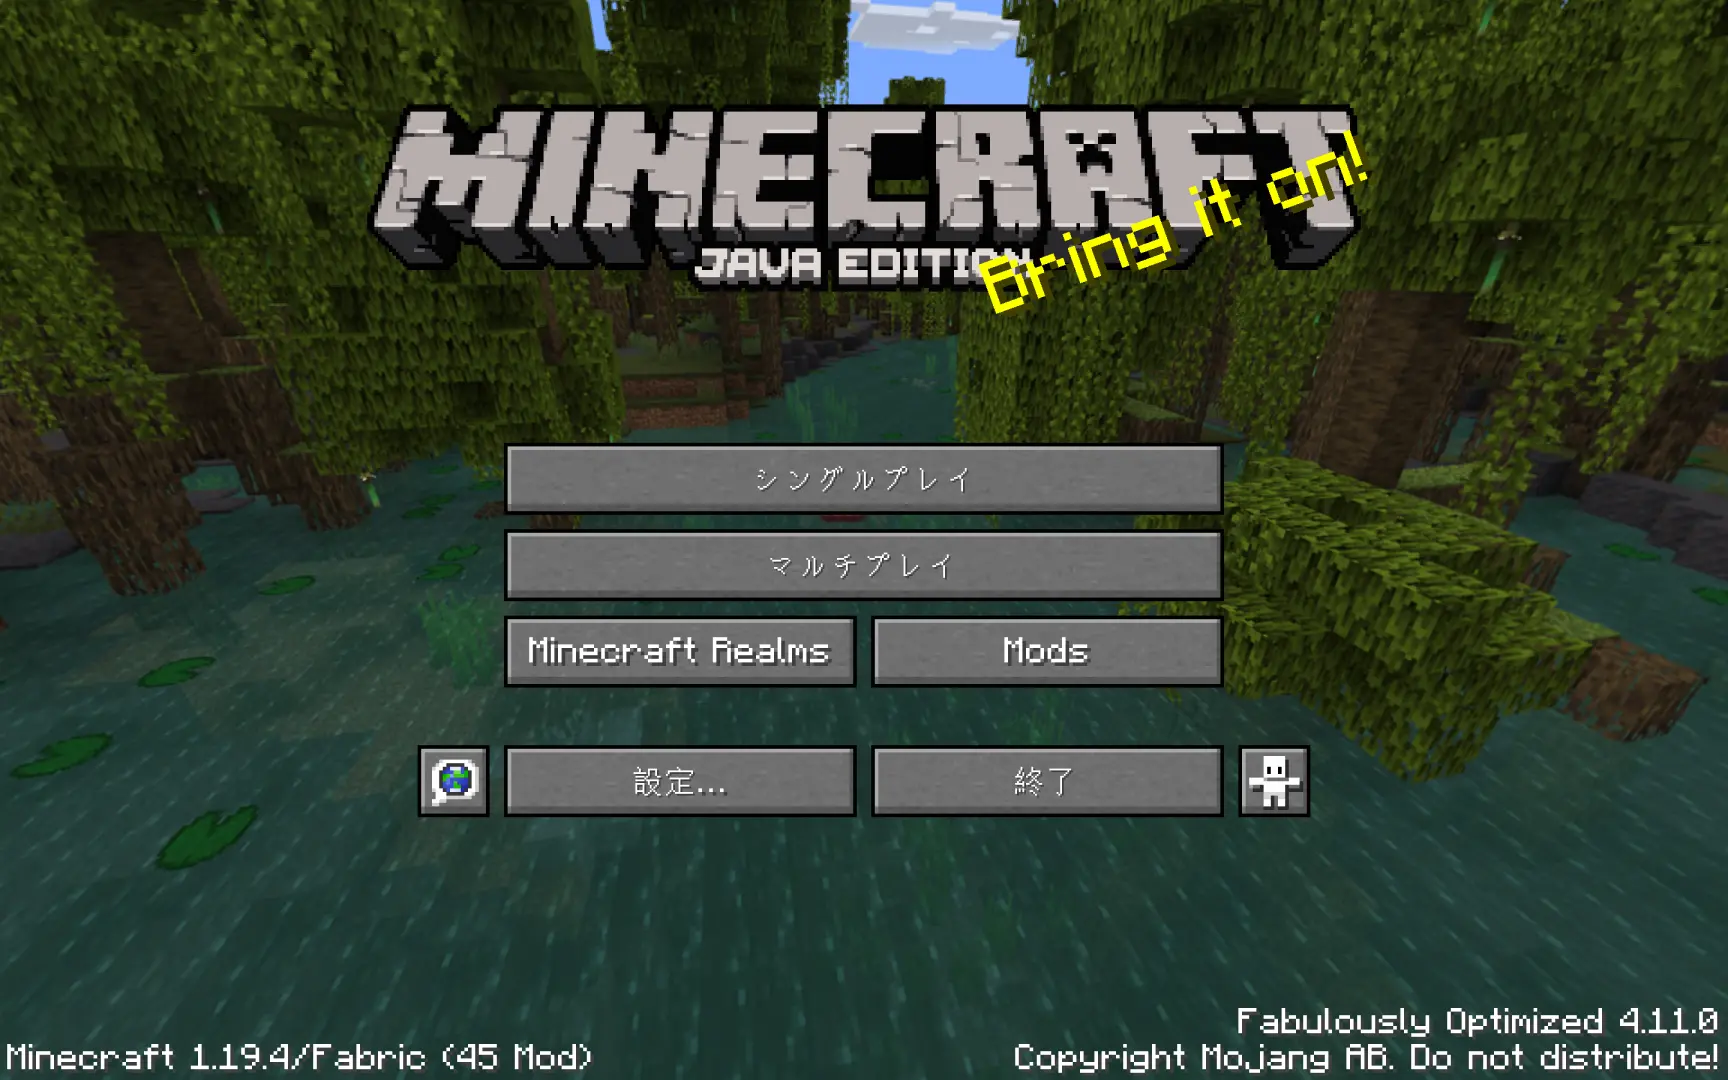 MINECRAFT
JAVA EDITION
Bring it on!
シングルプレイ
マルチプレイ
Minecraft Realms
Mods
設定...
終了
Fabulously Optimized 4.11.0
Minecraft 1.19.4/Fabric (45 Mod)
Copyright Mojang AB. Do not distribute!